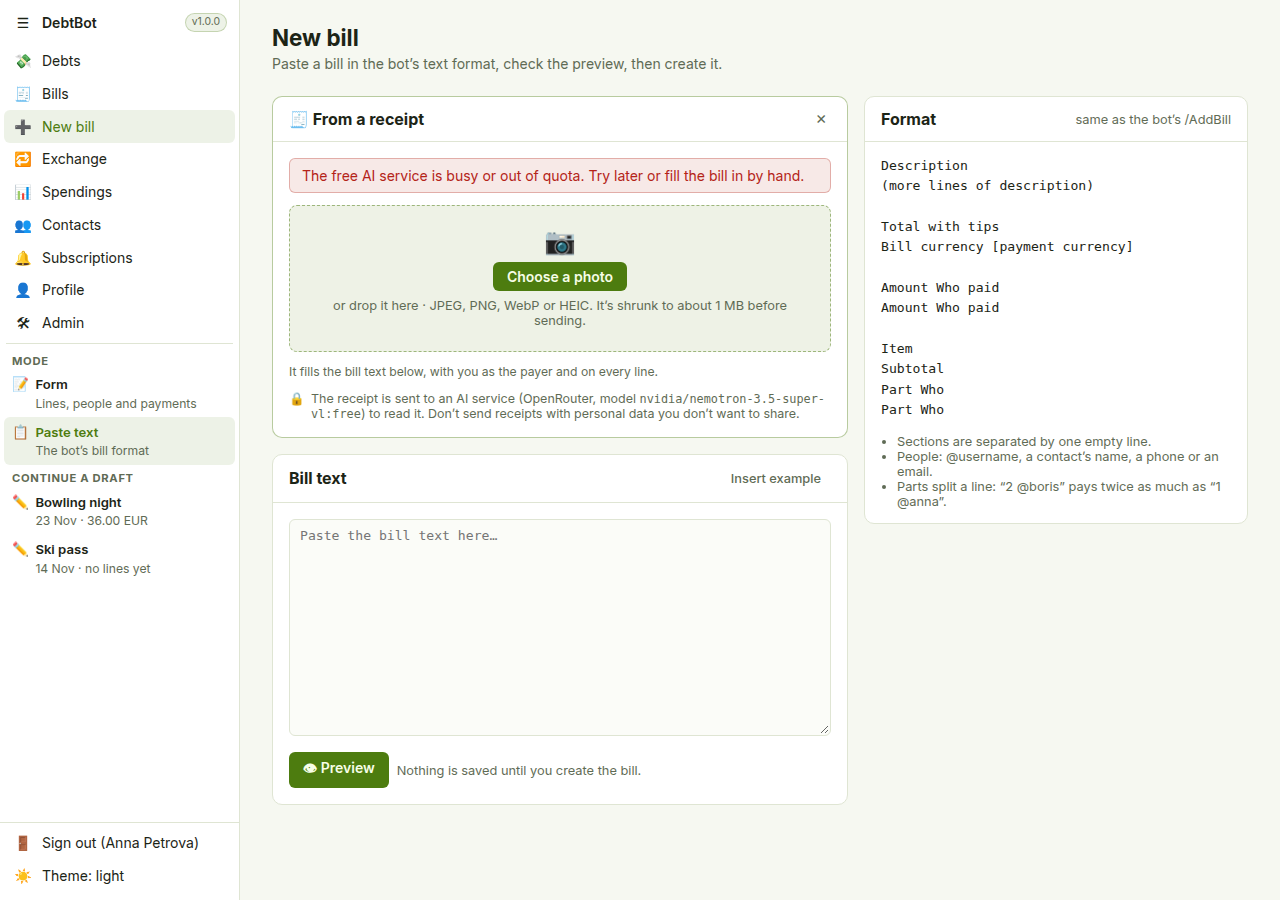 DebtBot
v1.0.0
Debts
Bills
New bill
Exchange
Spendings
Contacts
Subscriptions
Profile
Admin
MODE
Form
Lines, people and payments
Paste text
The bot’s bill format
CONTINUE A DRAFT
Bowling night
23 Nov · 36.00 EUR
Ski pass
14 Nov · no lines yet
Sign out (Anna Petrova)
Theme: light
New bill
Paste a bill in the bot’s text format, check the preview, then create it.
From a receipt
×
The free AI service is busy or out of quota. Try later or fill the bill in by hand.
Choose a photo
or drop it here · JPEG, PNG, WebP or HEIC. It’s shrunk to about 1 MB before
sending.
It fills the bill text below, with you as the payer and on every line.
The receipt is sent to an AI service (OpenRouter, model nvidia/nemotron-3.5-super-
vl:free) to read it. Don’t send receipts with personal data you don’t want to share.
Bill text
Insert example
Paste the bill text here…
Preview
Nothing is saved until you create the bill.
Format
same as the bot’s /AddBill
Description
(more lines of description)
Total with tips
Bill currency [payment currency]
Amount Who paid
Amount Who paid
Item
Subtotal
Part Who
Part Who
• Sections are separated by one empty line.
• People: @username, a contact’s name, a phone or an
email.
• Parts split a line: “2 @boris” pays twice as much as “1
@anna”.